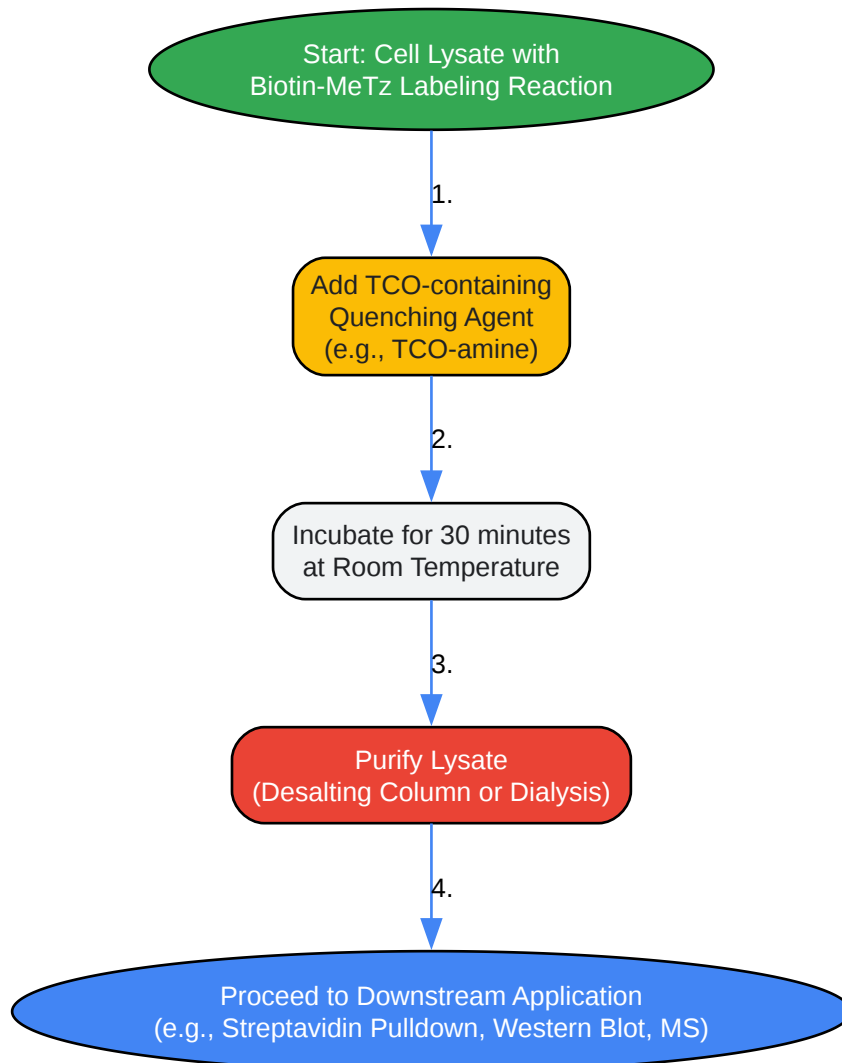 Start: Cell Lysate with
Biotin-MeTz Labeling Reaction
1.
Add TCO-containing
Quenching Agent
(e.g., TCO-amine)
2.
Incubate for 30 minutes
at Room Temperature
3.
Purify Lysate
(Desalting Column or Dialysis)
4.
Proceed to Downstream Application
(e.g., Streptavidin Pulldown, Western Blot, MS)